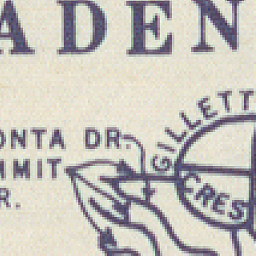 ADEN
ONTA DR.
MMIT
R.
GILLETT
CRES